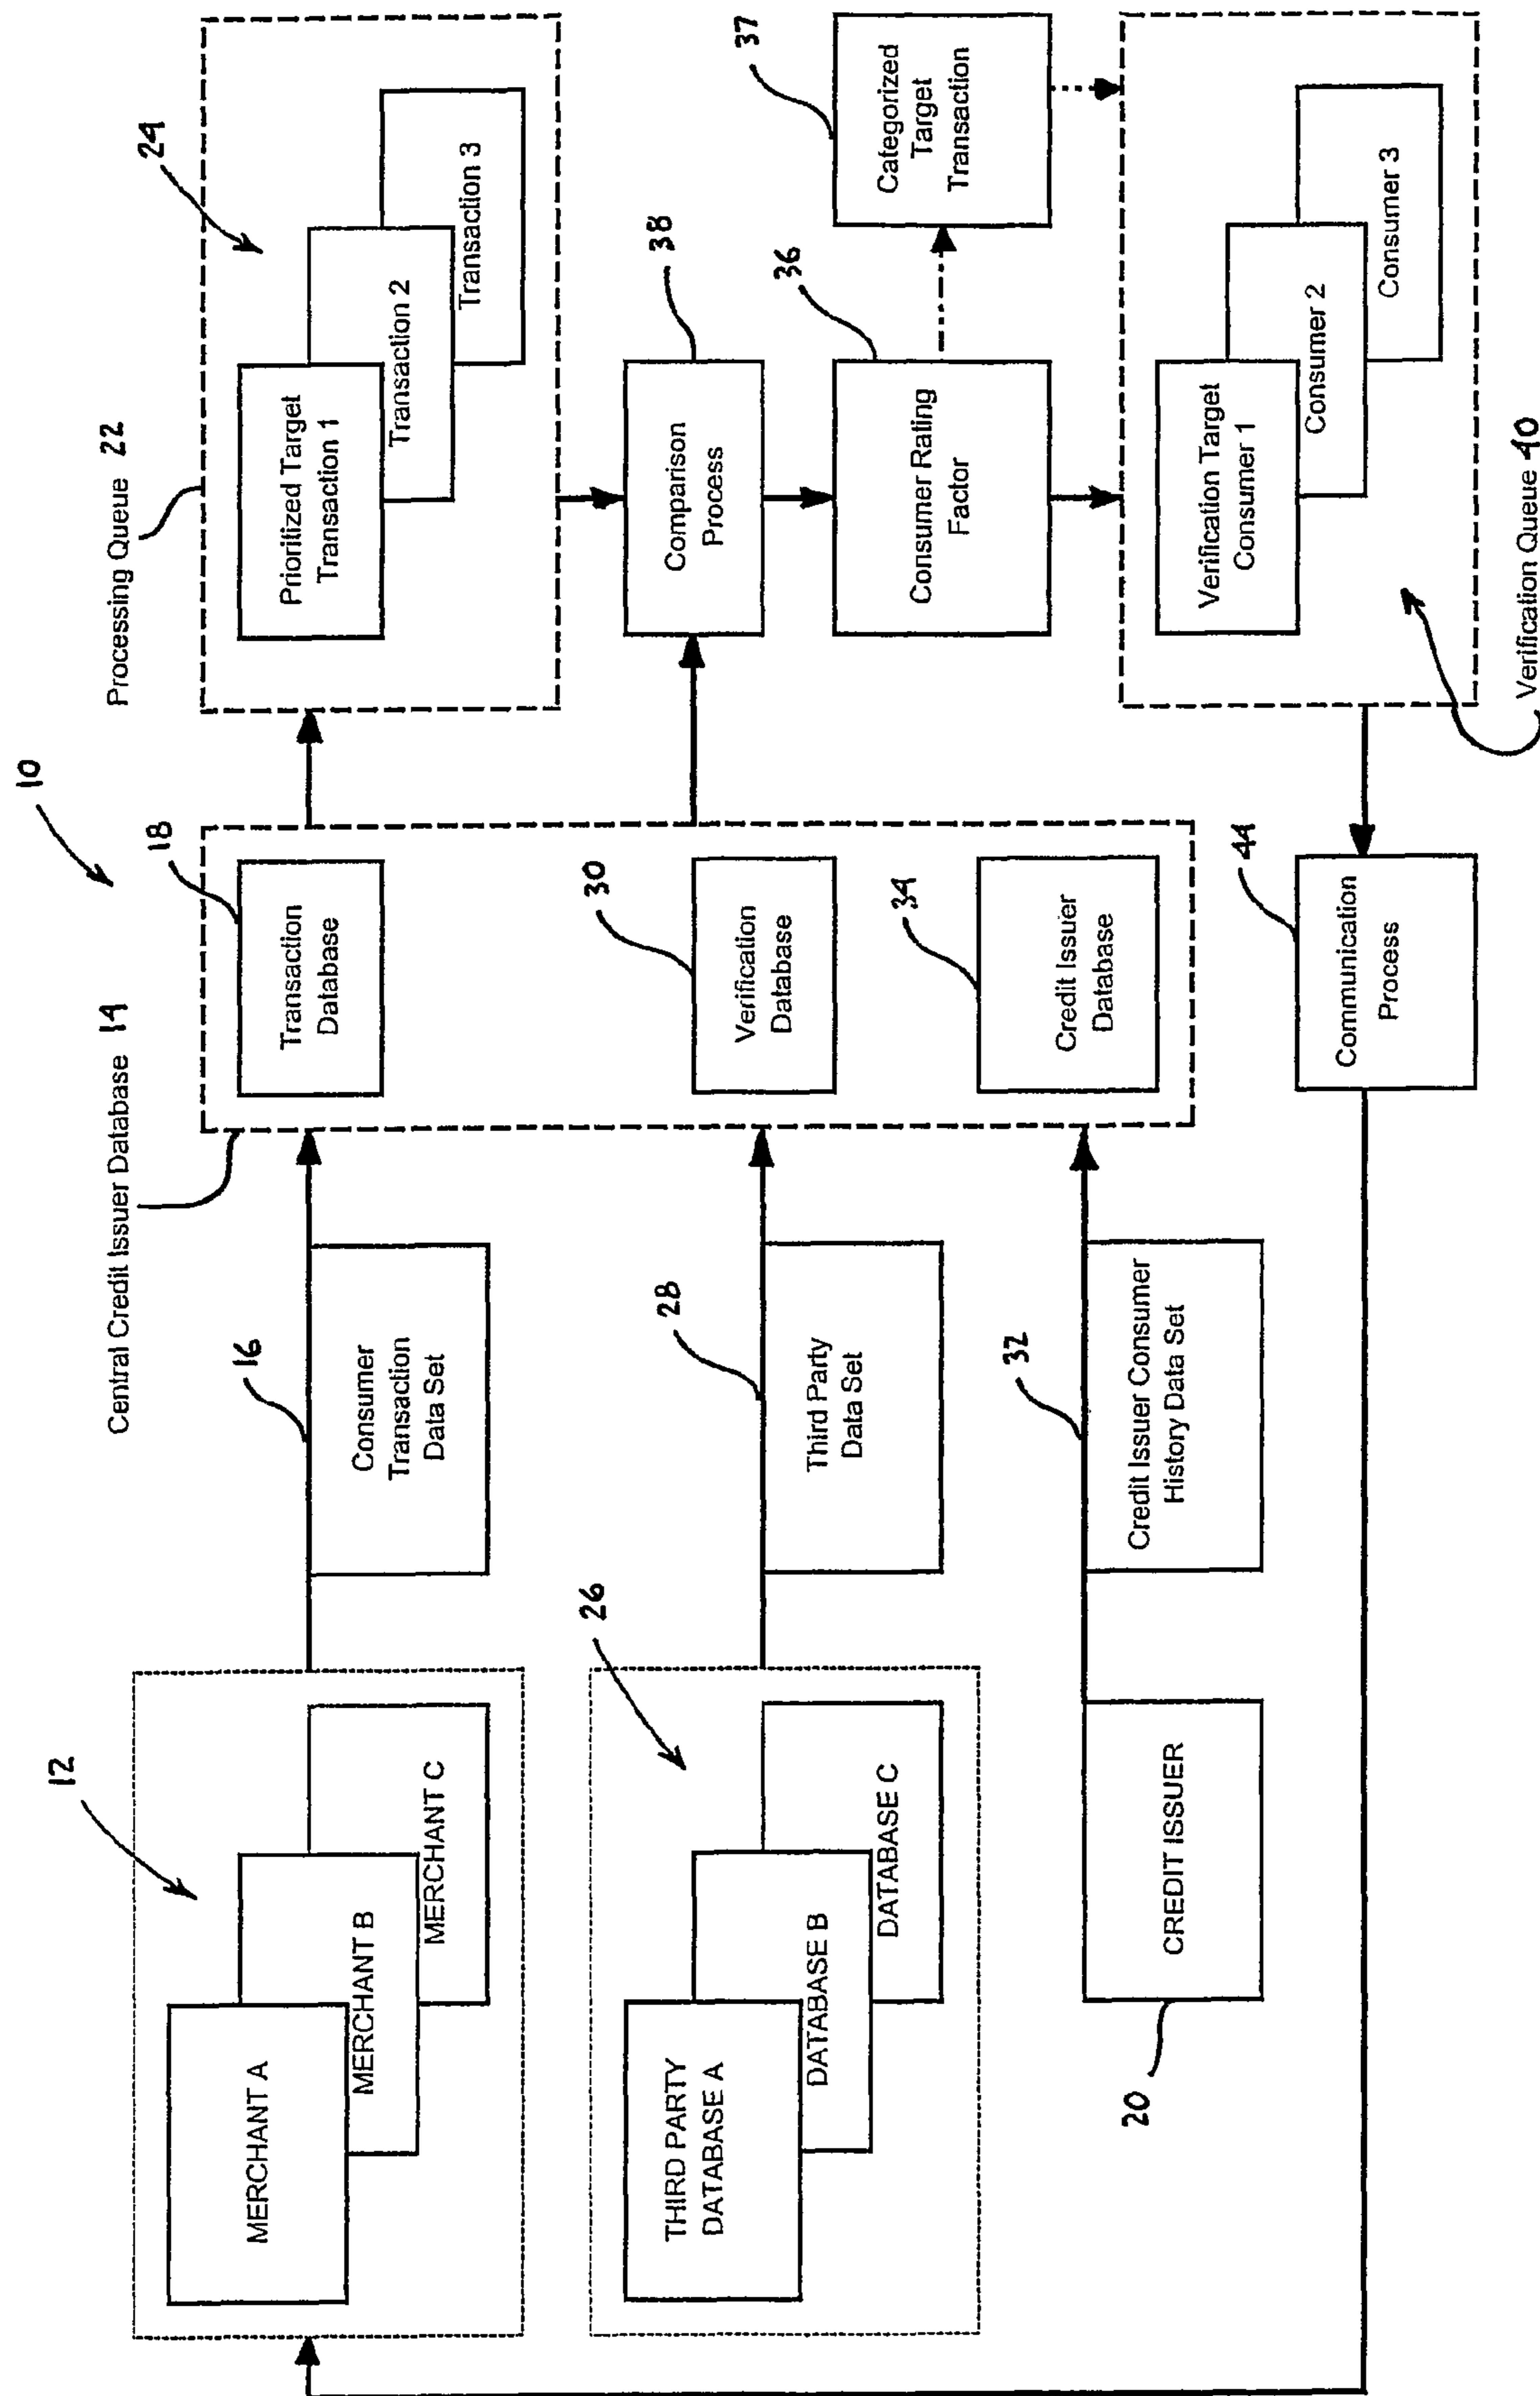 10
12
MERCHANT A
MERCHANT B
MERCHANT C
16
Consumer
Transaction
Data Set
Central Credit Issuer Database 14
18
Transaction
Database
Processing Queue 22
24
Prioritized Target
Transaction 1
Transaction 2
Transaction 3
26
THIRD PARTY
DATABASE A
DATABASE B
DATABASE C
28
Third Party
Data Set
30
Verification
Database
38
Comparison
Process
20
CREDIT ISSUER
32
Credit Issuer Consumer
History Data Set
34
Credit Issuer
Database
36
Consumer Rating
Factor
37
Categorized
Target
Transaction
44
Communication
Process
Verification Target
Consumer 1
Consumer 2
Consumer 3
Verification Queue 40